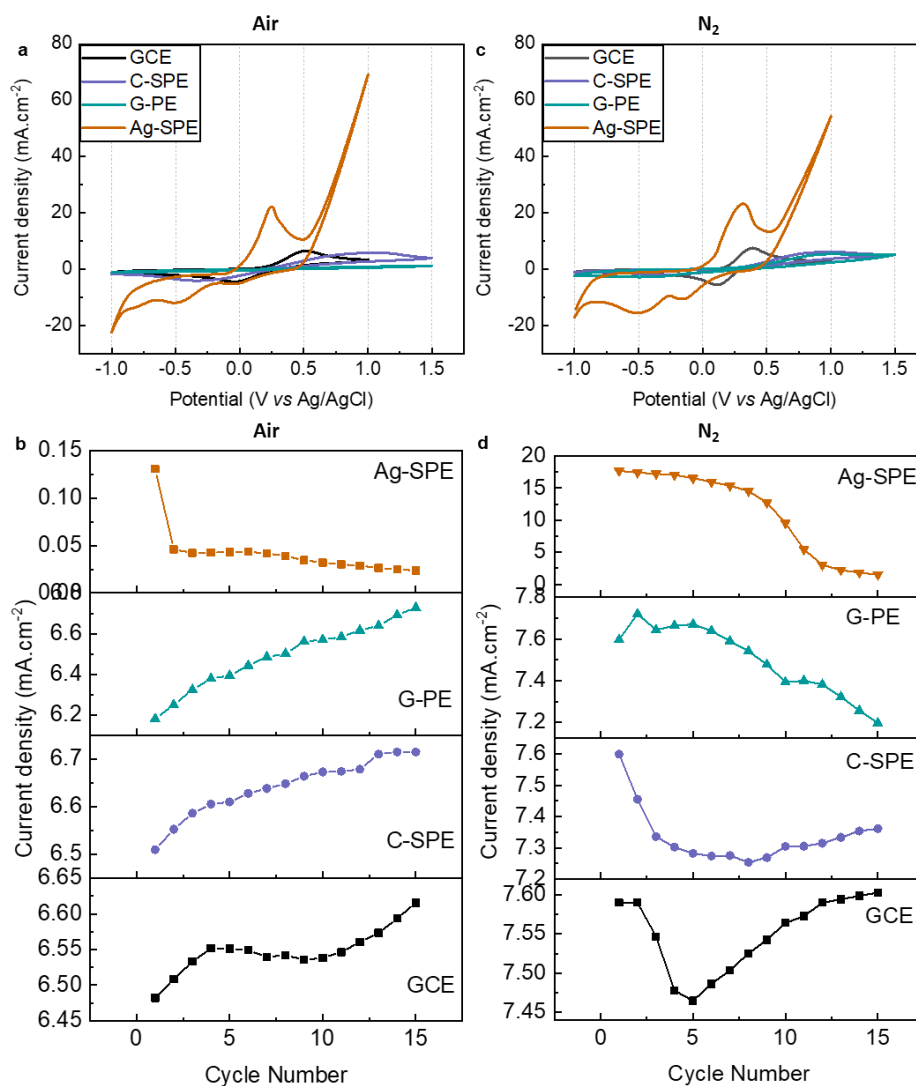 Air
a
GCE
C-SPE
G-PE
Ag-SPE
Current density (mA.cm⁻²)
80
60
40
20
0
-20
-1.0 -0.5 0.0 0.5 1.0 1.5
Potential (V vs Ag/AgCl)
N₂
c
GCE
C-SPE
G-PE
Ag-SPE
Current density (mA.cm⁻²)
80
60
40
20
0
-20
-1.0 -0.5 0.0 0.5 1.0 1.5
Potential (V vs Ag/AgCl)
Air
b
Current density (mA.cm⁻²)
0.15
0.10
0.05
Ag-SPE
6.6
6.4
6.2
G-PE
6.7
6.6
6.5
C-SPE
6.65
6.60
6.55
6.50
6.45
GCE
0 5 10 15
Cycle Number
N₂
d
Current density (mA.cm⁻²)
20
15
10
5
0
Ag-SPE
7.8
7.6
7.4
7.2
G-PE
7.6
7.5
7.4
7.3
7.2
C-SPE
7.60
7.55
7.50
7.45
GCE
0 5 10 15
Cycle Number